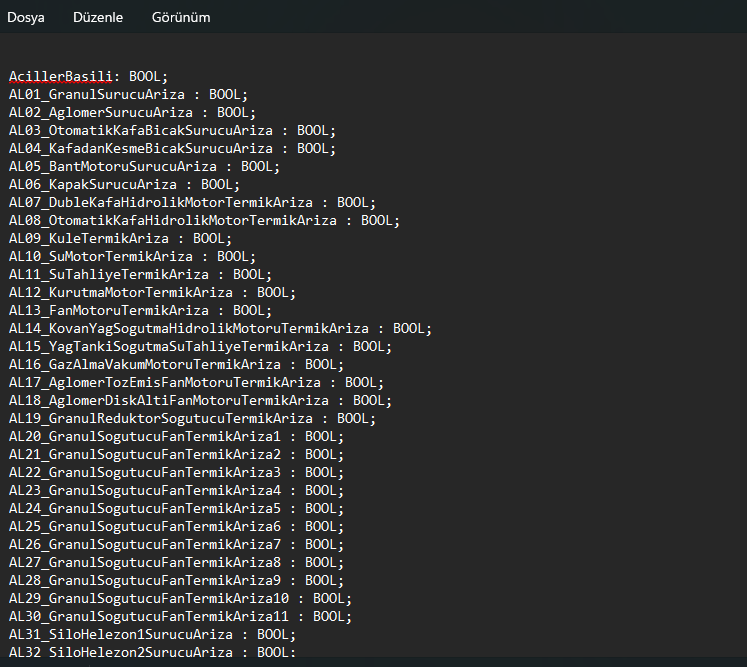 Dosya Düzenle Görünüm
AcillerBasili: BOOL;
AL01_GranulSurucuAriza : BOOL;
AL02_AglomerSurucuAriza : BOOL;
AL03_OtomatikKafaBicakSurucuAriza : BOOL;
AL04_KafadanKesmeBicakSurucuAriza : BOOL;
AL05_BantMotoruSurucuAriza : BOOL;
AL06_KapakSurucuAriza : BOOL;
AL07_DubleKafaHidrolikMotorTermikAriza : BOOL;
AL08_OtomatikKafaHidrolikMotorTermikAriza : BOOL;
AL09_KuleTermikAriza : BOOL;
AL10_SuMotorTermikAriza : BOOL;
AL11_SuTahliyeTermikAriza : BOOL;
AL12_KurutmaMotorTermikAriza : BOOL;
AL13_FanMotoruTermikAriza : BOOL;
AL14_KovanYagSogutmaHidrolikMotoruTermikAriza : BOOL;
AL15_YagTankiSogutmaSuTahliyeTermikAriza : BOOL;
AL16_GazAlmaVakumMotoruTermikAriza : BOOL;
AL17_AglomerTozEmisFanMotoruTermikAriza : BOOL;
AL18_AglomerDiskAltiFanMotoruTermikAriza : BOOL;
AL19_GranulReduktorSogutucuTermikAriza : BOOL;
AL20_GranulSogutucuFanTermikAriza1 : BOOL;
AL21_GranulSogutucuFanTermikAriza2 : BOOL;
AL22_GranulSogutucuFanTermikAriza3 : BOOL;
AL23_GranulSogutucuFanTermikAriza4 : BOOL;
AL24_GranulSogutucuFanTermikAriza5 : BOOL;
AL25_GranulSogutucuFanTermikAriza6 : BOOL;
AL26_GranulSogutucuFanTermikAriza7 : BOOL;
AL27_GranulSogutucuFanTermikAriza8 : BOOL;
AL28_GranulSogutucuFanTermikAriza9 : BOOL;
AL29_GranulSogutucuFanTermikAriza10 : BOOL;
AL30_GranulSogutucuFanTermikAriza11 : BOOL;
AL31_SiloHelezon1SurucuAriza : BOOL;
AL32_SiloHelezon2SurucuAriza : BOOL;